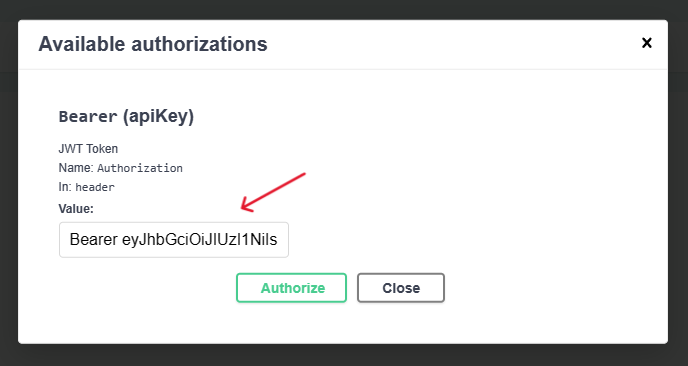 Available authorizations
×
Bearer (apiKey)
JWT Token
Name: Authorization
In: header
Value:
Bearer eyJhbGciOiJIUzI1NiIs
Authorize
Close